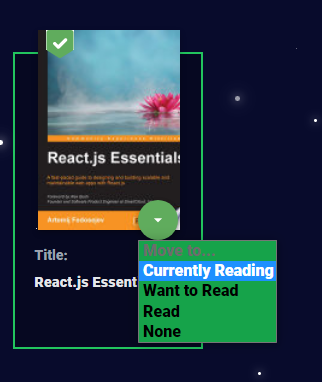 React.js Essentials
A fast-paced guide to designing and building scalable and
maintainable web apps with React.js
Artemij Fedosejev
Title:
React.js Essent
Move to...
Currently Reading
Want to Read
Read
None